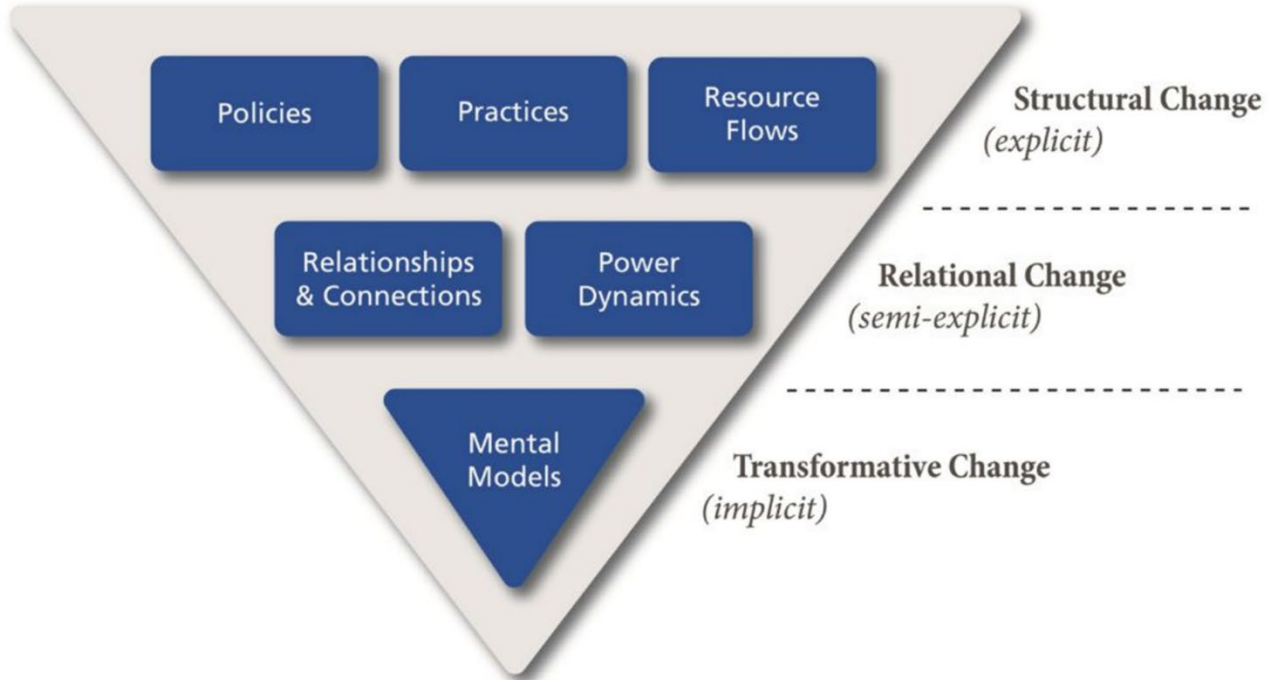 Policies
Practices
Resource
Flows
Structural Change
(explicit)
Relationships
& Connections
Power
Dynamics
Relational Change
(semi-explicit)
Mental
Models
Transformative Change
(implicit)